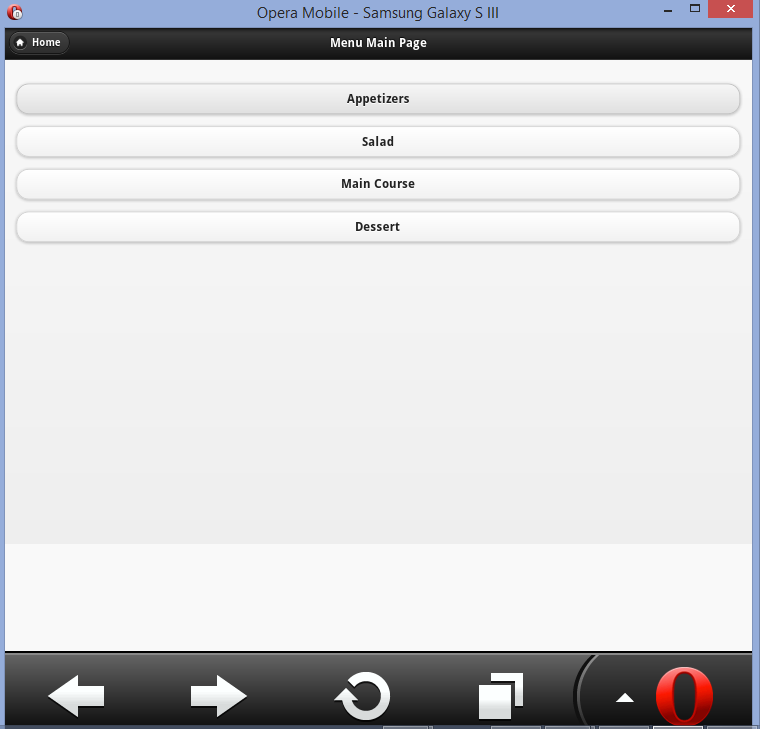 Opera Mobile - Samsung Galaxy S III
Home
Menu Main Page
Appetizers
Salad
Main Course
Dessert